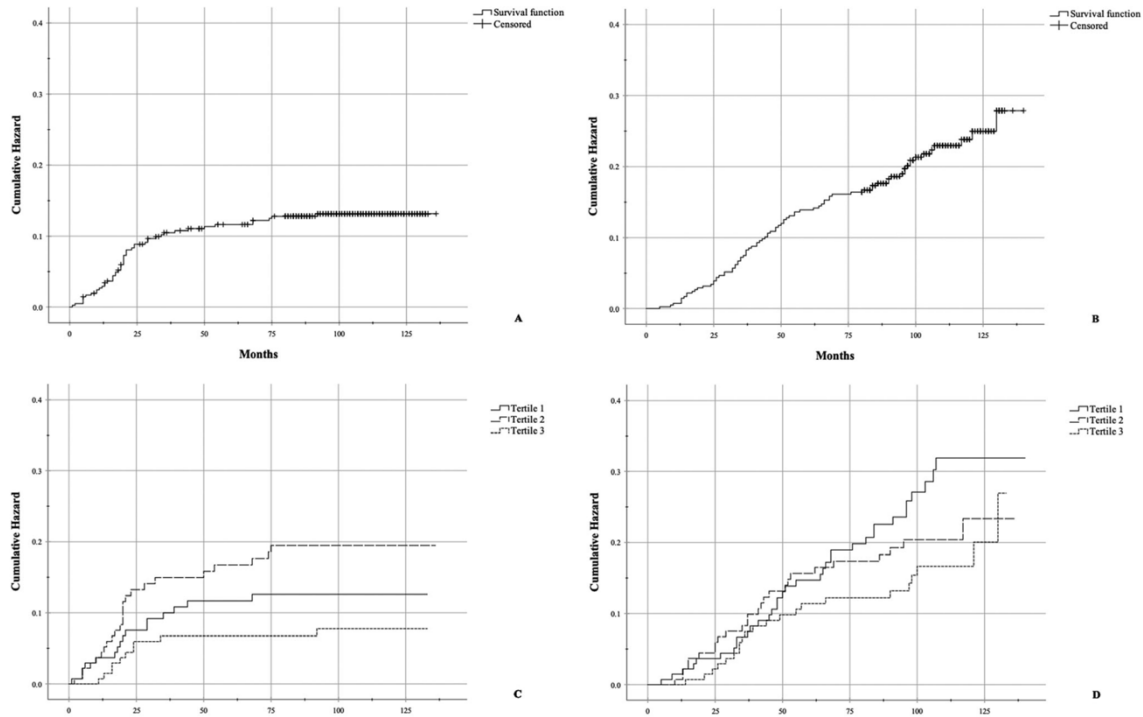 Survival function
Censored
0.4
0.3
0.2
0.1
0.0
Cumulative Hazard
0 25 50 75 100 125
Months
A
Survival function
Censored
0.4
0.3
0.2
0.1
0.0
Cumulative Hazard
0 25 50 75 100 125
Months
B
Tertile 1
Tertile 2
Tertile 3
0.4
0.3
0.2
0.1
0.0
Cumulative Hazard
0 25 50 75 100 125
C
Tertile 1
Tertile 2
Tertile 3
0.4
0.3
0.2
0.1
0.0
Cumulative Hazard
0 25 50 75 100 125
D